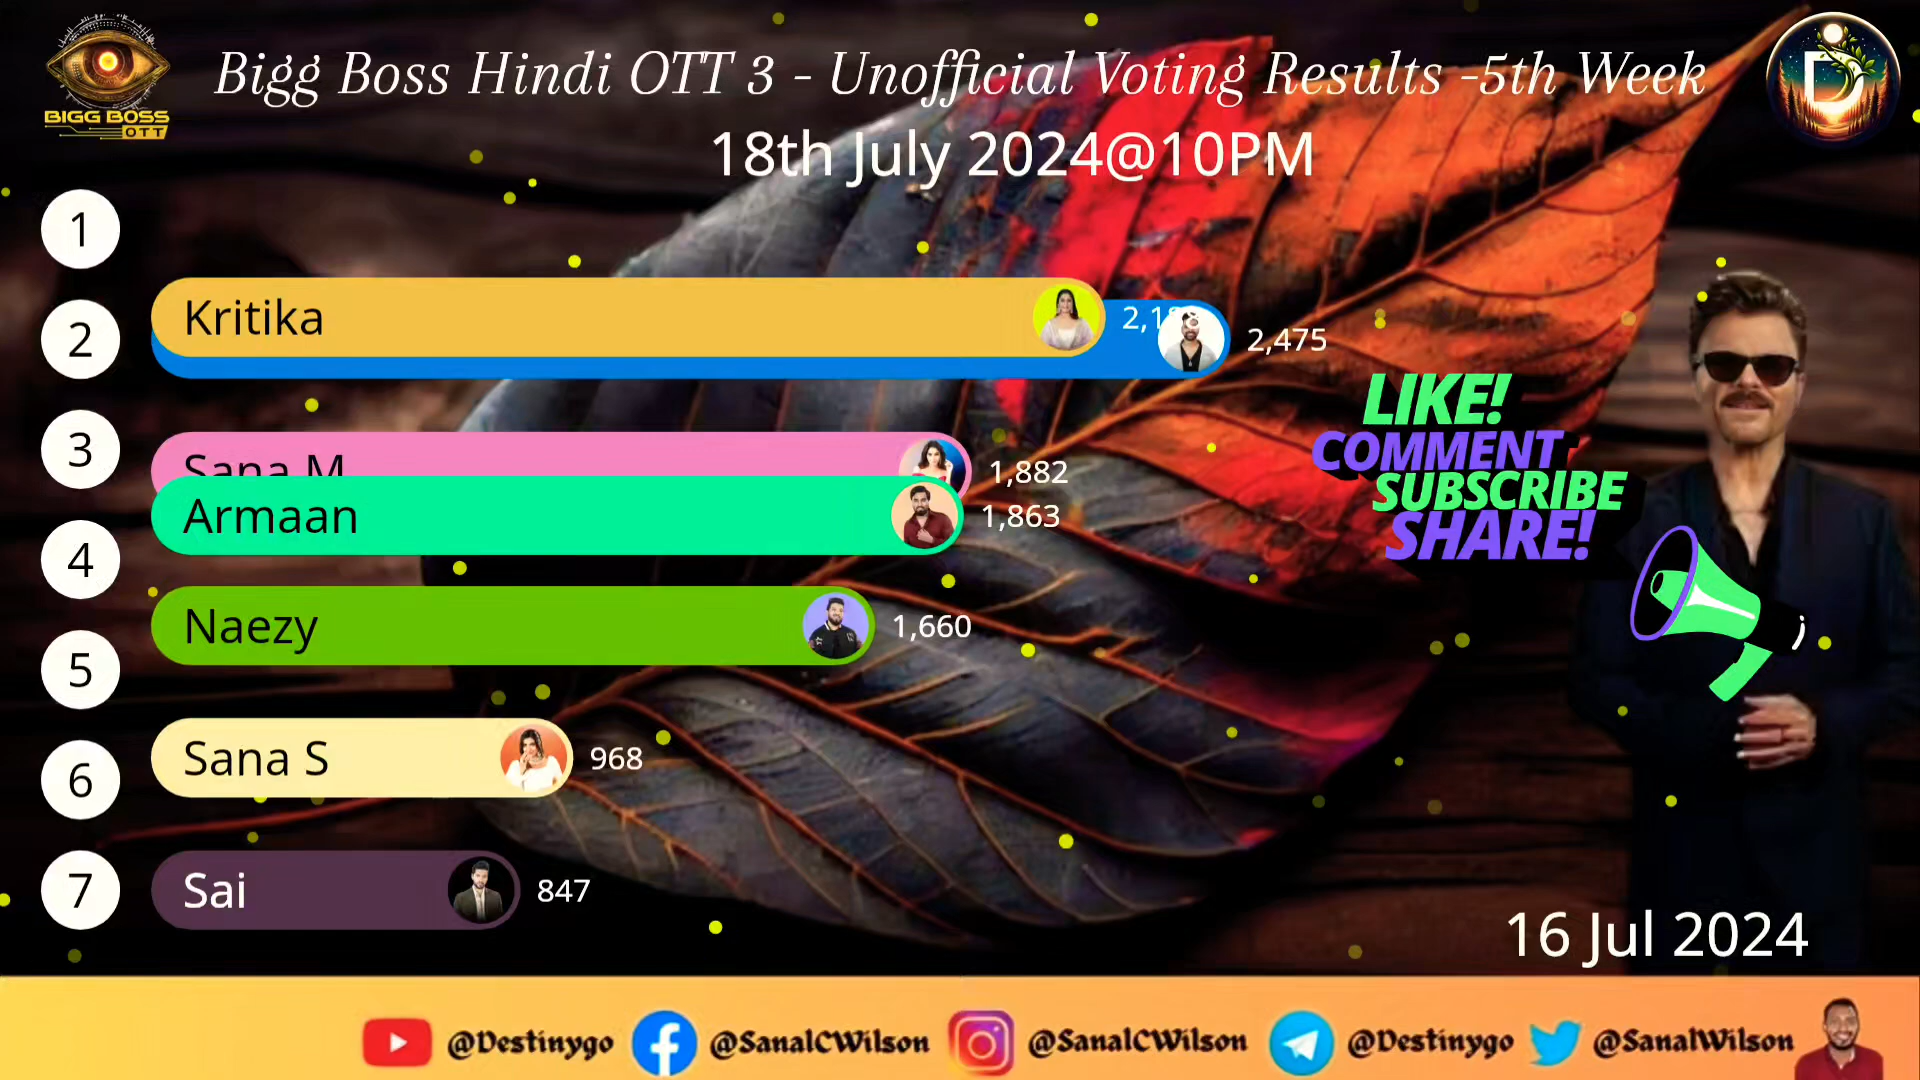 Bigg Boss Hindi OTT 3 - Unofficial Voting Results -5th Week
BIGG BOSS
OTT
18th July 2024@10PM
1
Kritika
2
2,475
LIKE!
COMMENT
SUBSCRIBE
SHARE!
3
Sana M
1,882
Armaan
1,863
4
Naezy
1,660
5
Sana S
968
6
7
Sai
847
16 Jul 2024
@Destinygo
@SanalCWilson
@SanalCWilson
@Destinygo
@SanalWilson